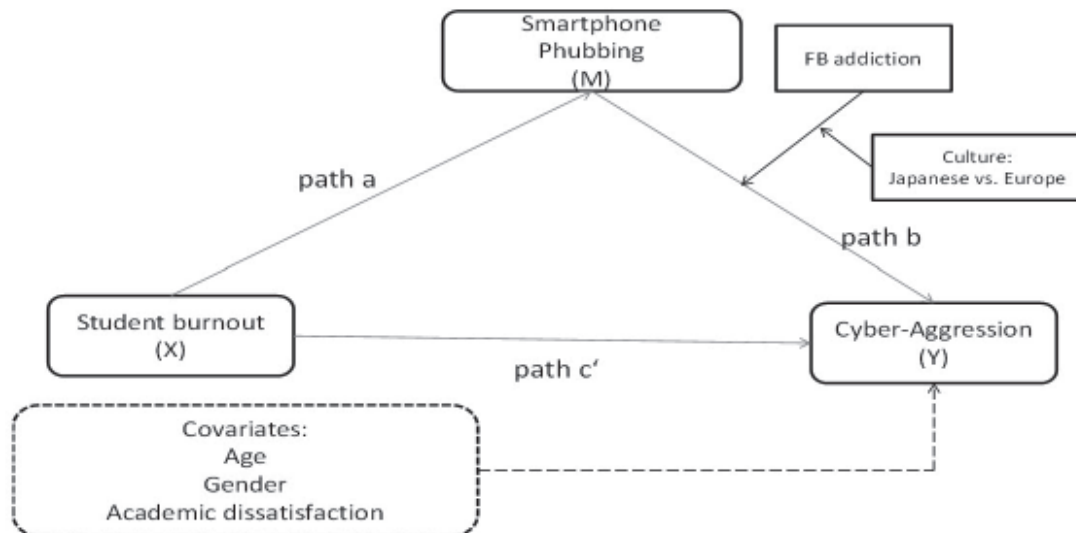 Smartphone
Phubbing
(M)
FB addiction
Culture:
Japanese vs. Europe
path a
path b
Student burnout
(X)
Cyber-Aggression
(Y)
path c‘
Covariates:
Age
Gender
Academic dissatisfaction